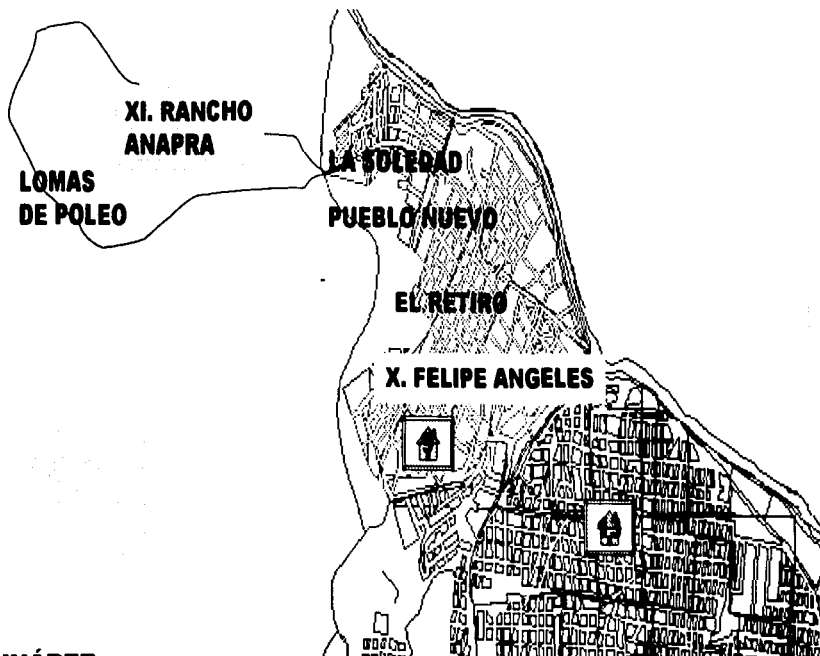 XI. RANCHO
ANAPRA
LOMAS
DE POLEO
LA SOLEDAD
PUEBLO NUEVO
EL RETIRO
X. FELIPE ANGELES